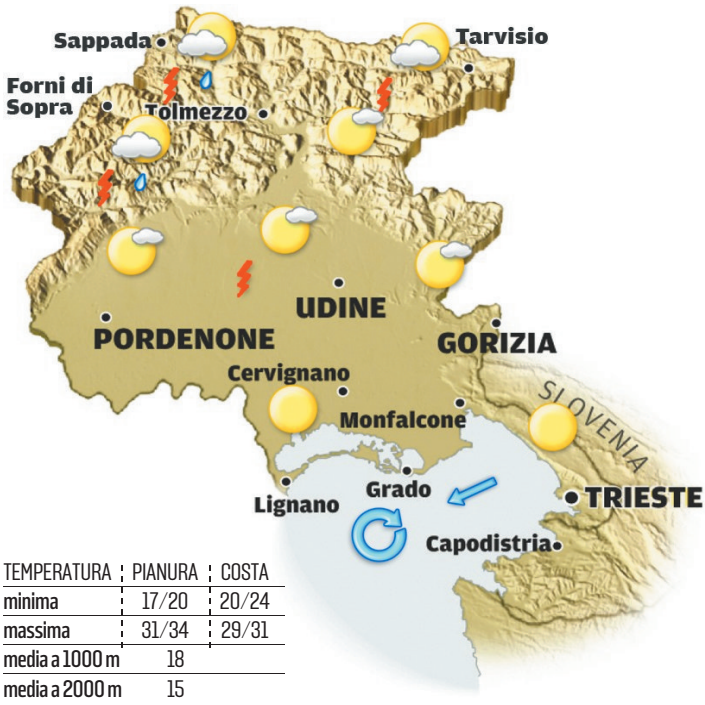 Sappada
Tarvisio
Forni di
Sopra
Tolmezzo
UDINE
PORDENONE
GORIZIA
Cervignano
SLOVENIA
Monfalcone
Lignano
Grado
TRIESTE
Capodistria
TEMPERATURA PIANURA COSTA
minima 17/20 20/24
massima 31/34 29/31
media a 1000 m 18
media a 2000 m 15